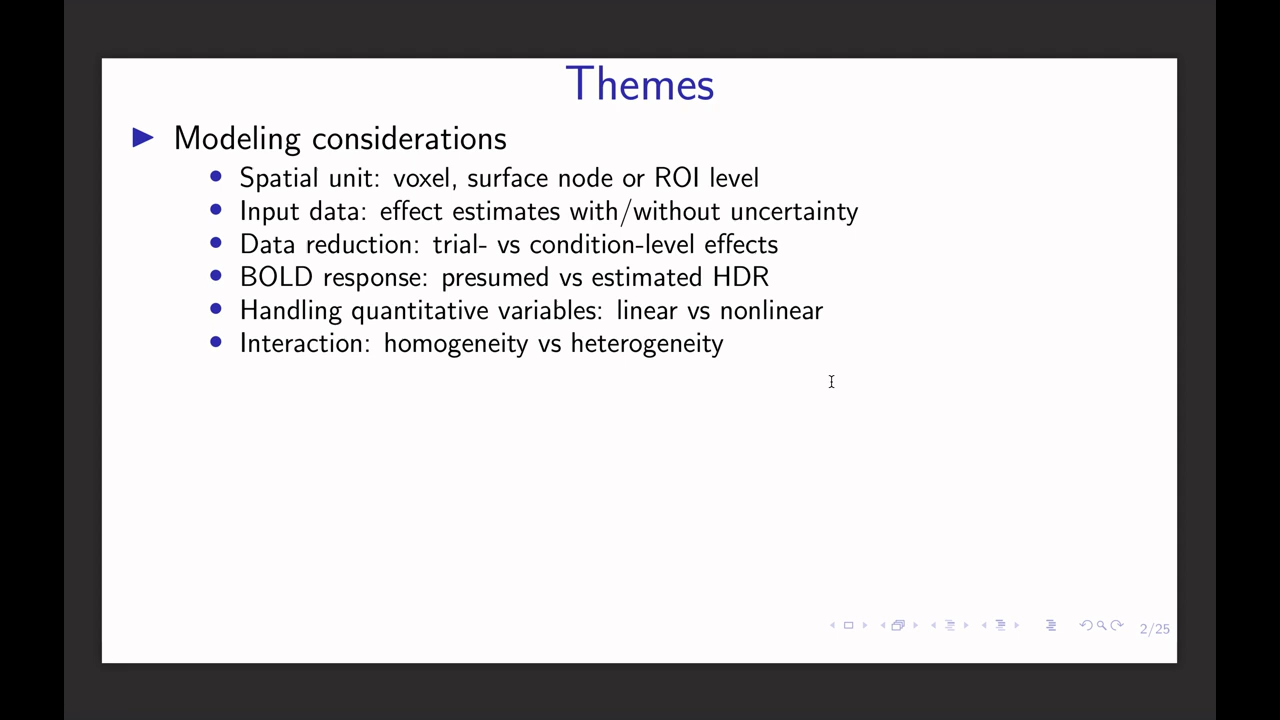 Themes
Modeling considerations
Spatial unit: voxel, surface node or ROI level
Input data: effect estimates with/without uncertainty
Data reduction: trial- vs condition-level effects
BOLD response: presumed vs estimated HDR
Handling quantitative variables: linear vs nonlinear
Interaction: homogeneity vs heterogeneity
2/25